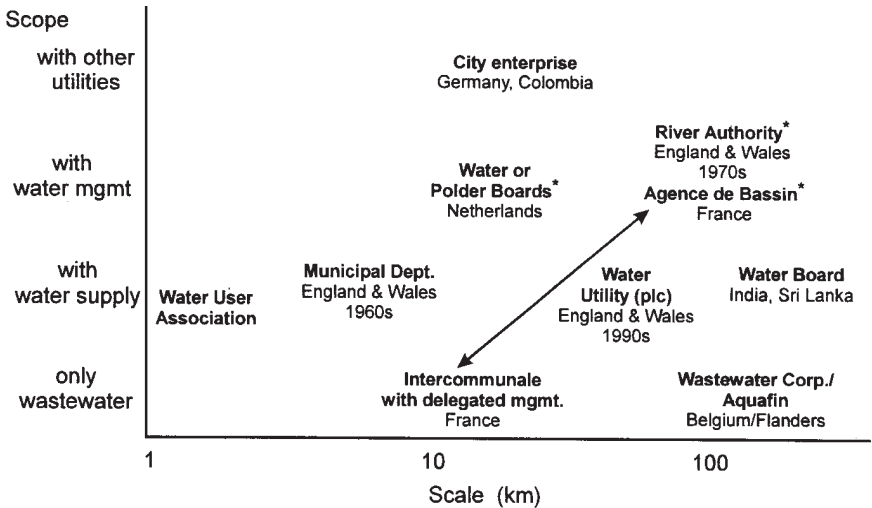 Scope
with other
utilities
City enterprise
Germany, Colombia
River Authority*
England & Wales
1970s
with
water mgmt
Water or
Polder Boards*
Netherlands
Agence de Bassin*
France
with
water supply
Water User
Association
Municipal Dept.
England & Wales
1960s
Water
Utility (plc)
England & Wales
1990s
Water Board
India, Sri Lanka
only
wastewater
Intercommunale
with delegated mgmt.
France
Wastewater Corp./
Aquafin
Belgium/Flanders
1
10
100
Scale (km)